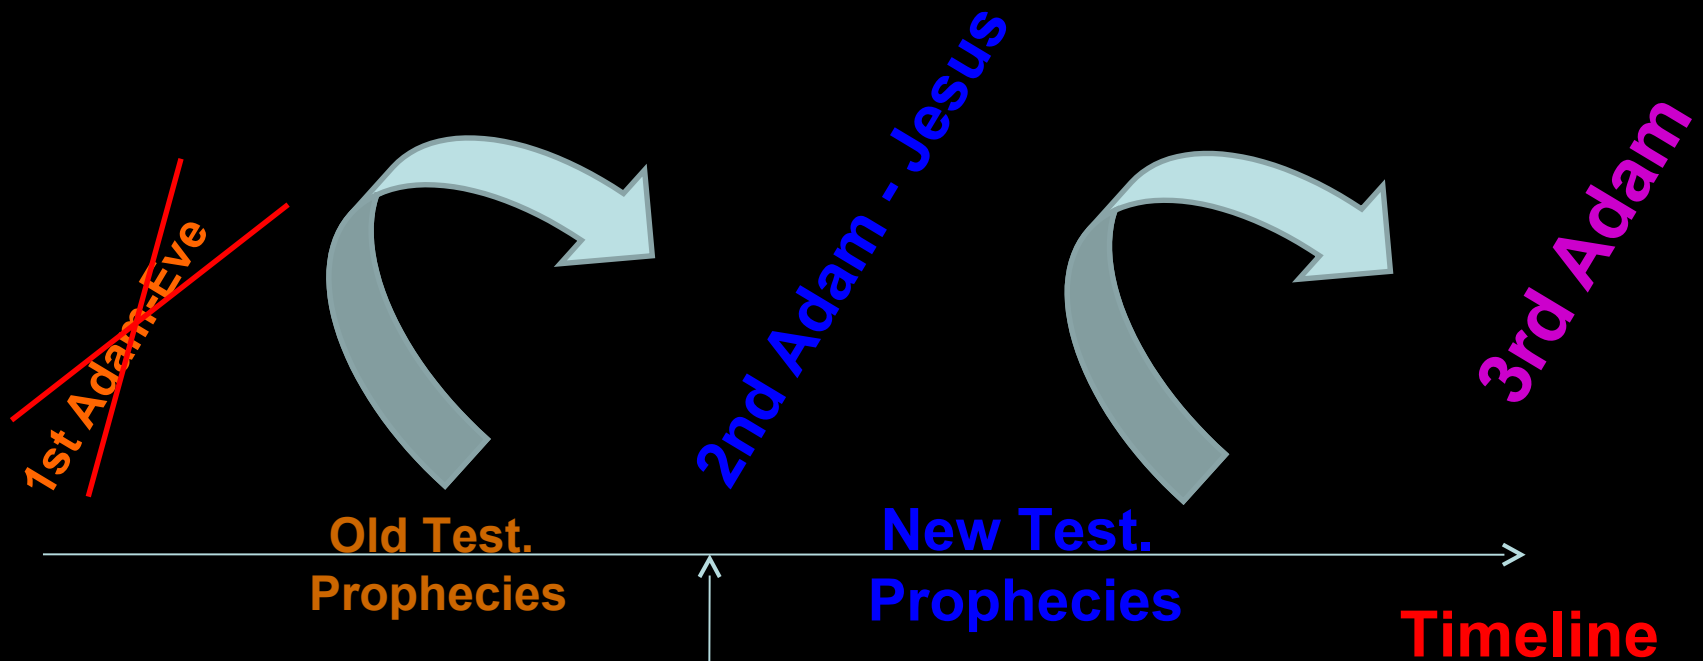 1st Adam-Eve
2nd Adam - Jesus
3rd Adam
Old Test.
Prophecies
New Test.
Prophecies
Timeline